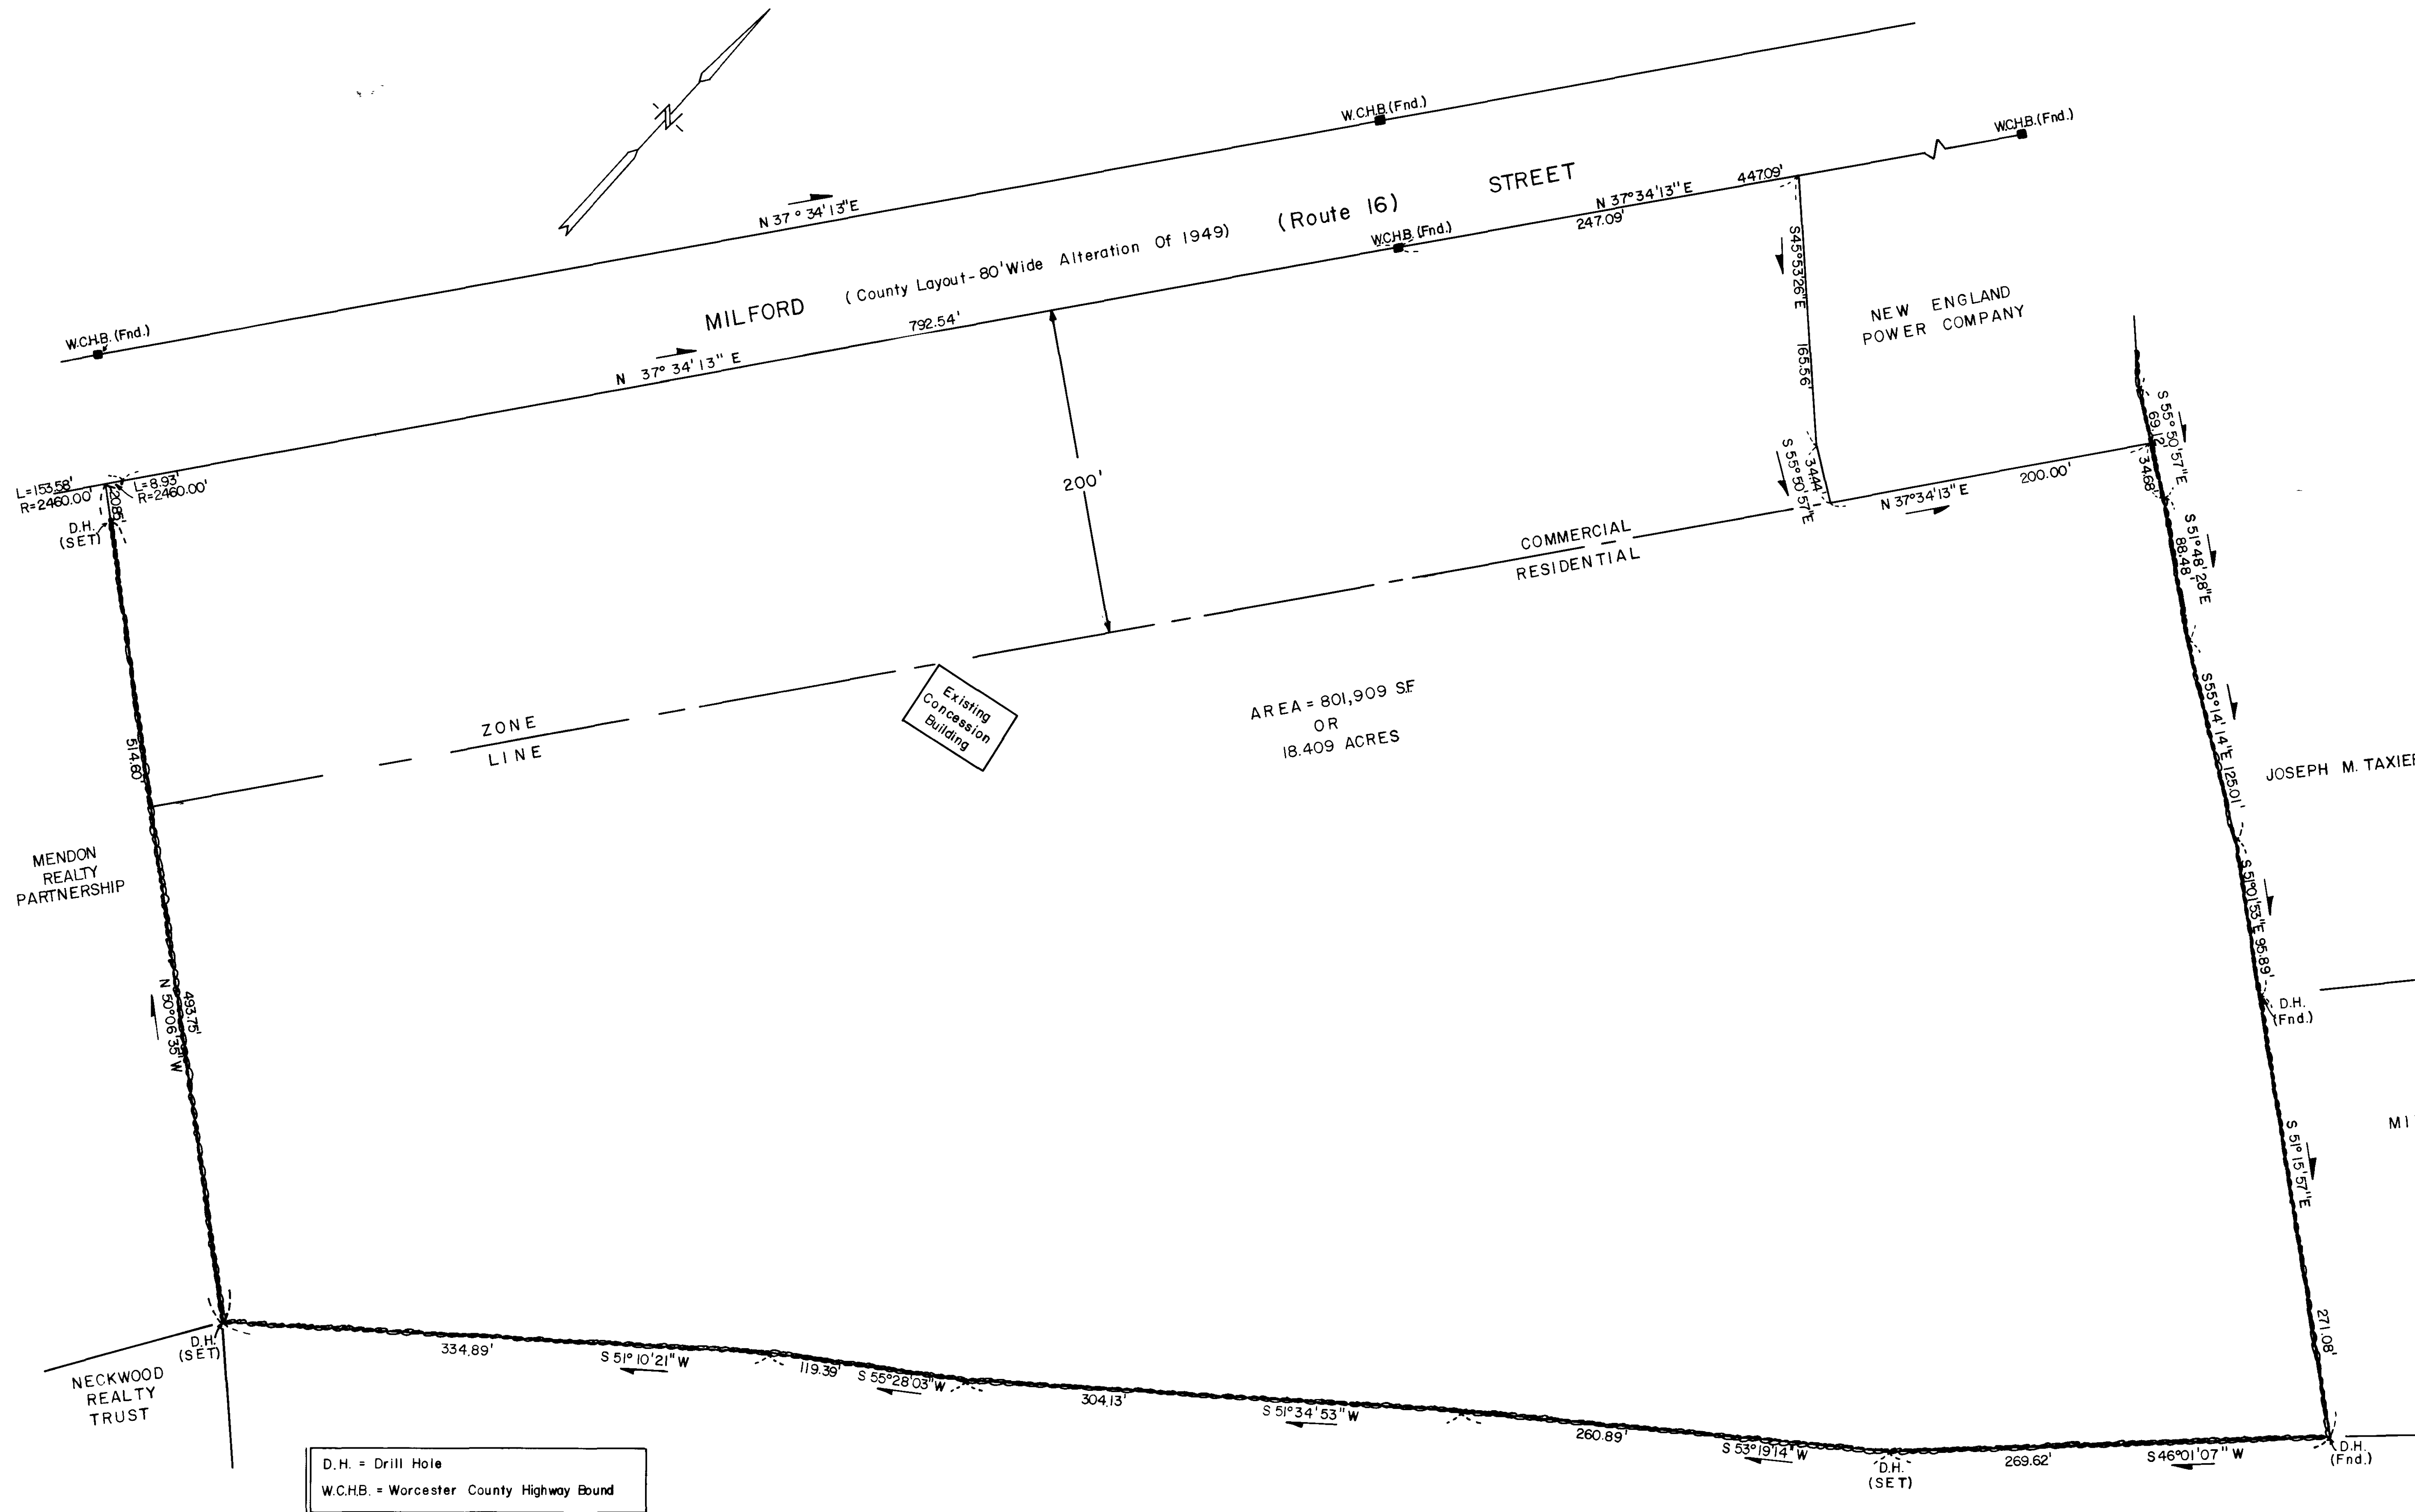 W.C.H.B. (Fnd.)
N 37° 34' 13" E
W.C.H.B. (Fnd.)
W.C.H.B. (Fnd.)
MILFORD
(County Layout-80' Wide Alteration Of 1949)
(Route 16)
STREET
N 37° 34' 13" E
792.54'
W.C.H.B. (Fnd.)
N 37° 34' 13" E
247.09'
447.09'
S 45° 53' 26" E
165.56'
NEW ENGLAND
POWER COMPANY
S 55° 50' 57" E
34.44'
N 37° 34' 13" E
200.00'
S 55° 50' 57" E
69.12'
34.68'
S 51° 48' 28" E
88.48'
S 55° 14' 14" E 125.01'
JOSEPH M. TAXIE
S 51° 01' 53" E 95.89'
D.H.
(Fnd.)
MI
S 51° 15' 57" E
271.08'
L=153.58'
R=2460.00'
L=8.93'
R=2460.00'
20.85'
D.H.
(SET)
200'
COMMERCIAL
RESIDENTIAL
ZONE
LINE
Existing
Concession
Building
AREA = 801,909 S.F.
OR
18.409 ACRES
514.60'
MENDON
REALTY
PARTNERSHIP
493.75'
N 50° 06' 35" W
D.H.
(SET)
NECKWOOD
REALTY
TRUST
334.89'
S 51° 10' 21" W
119.39'
S 55° 28' 03" W
304.13'
S 51° 34' 53" W
260.89'
S 53° 19' 14" W
D.H.
(SET)
269.62'
S 46° 01' 07" W
D.H.
(Fnd.)
D.H. = Drill Hole
W.C.H.B. = Worcester County Highway Bound